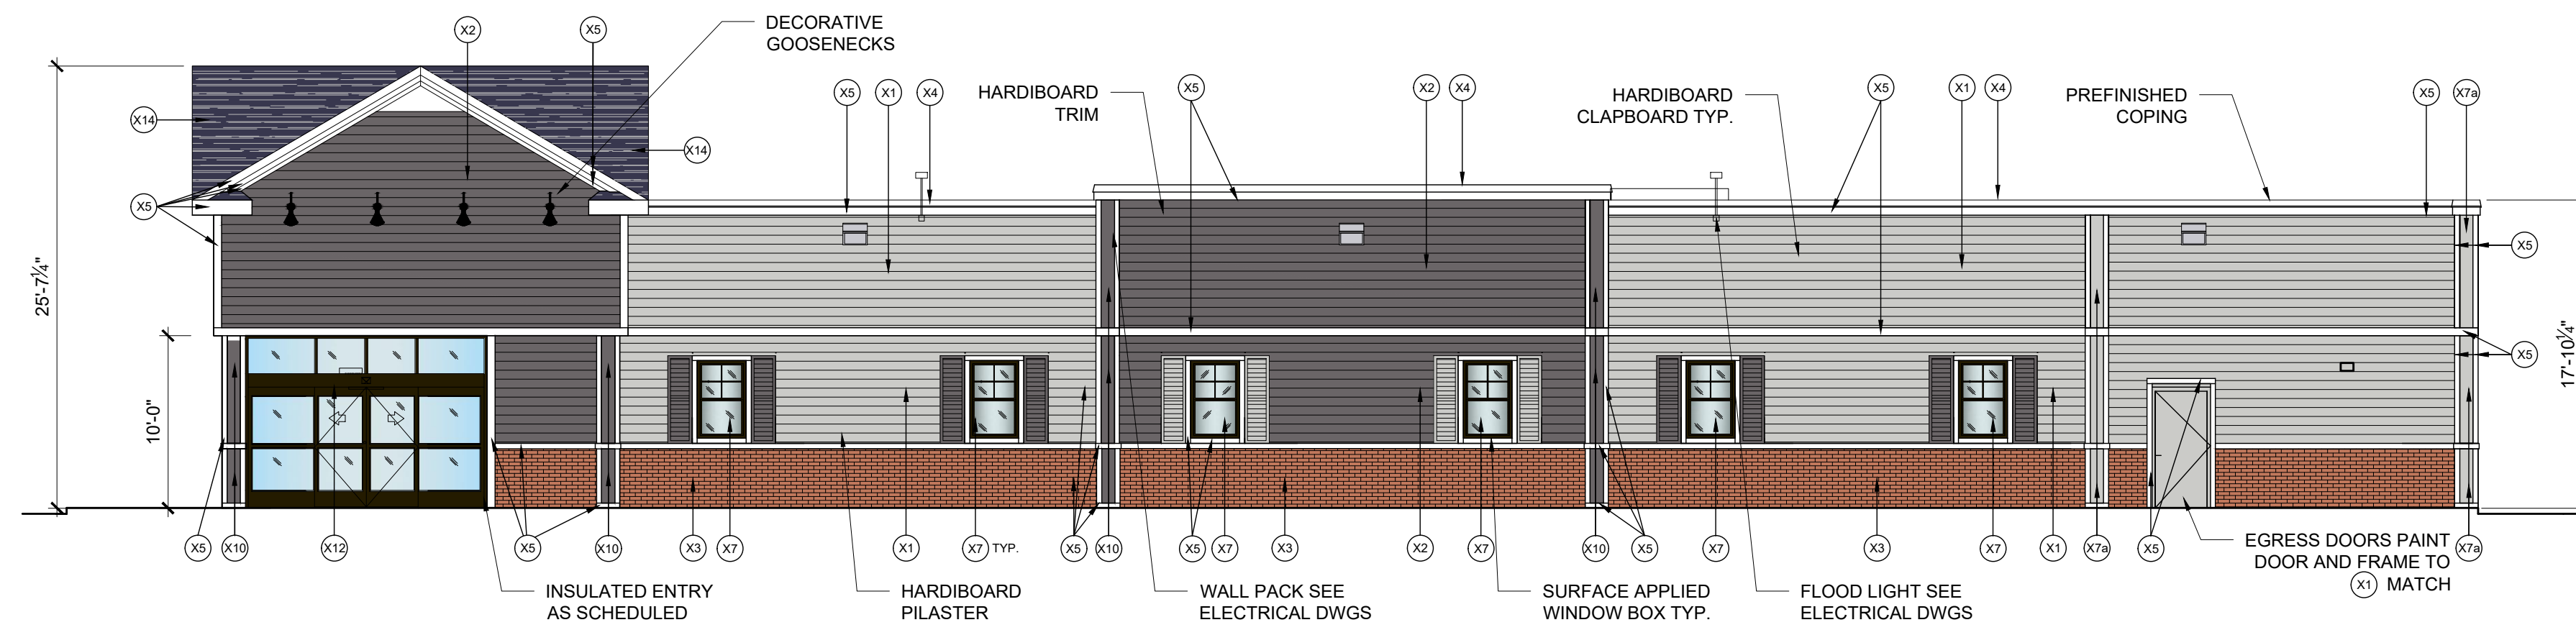 X2
X5
DECORATIVE
GOOSENECKS
X5
X1
X4
HARDIBOARD
TRIM
X5
X2
X4
HARDIBOARD
CLAPBOARD TYP.
X5
X1
X4
PREFINISHED
COPING
X5
X7a
X14
X14
X5
X5
X5
25'-7¼"
10'-0"
17'-10¼"
X5
X10
X12
X5
X10
X3
X7
X1
X7 TYP.
X5
X10
X5
X7
X3
X2
X7
X10
X5
X7
X3
X7
X1
X7a
X5
X7a
INSULATED ENTRY
AS SCHEDULED
HARDIBOARD
PILASTER
WALL PACK SEE
ELECTRICAL DWGS
SURFACE APPLIED
WINDOW BOX TYP.
FLOOD LIGHT SEE
ELECTRICAL DWGS
EGRESS DOORS PAINT
DOOR AND FRAME TO
X1 MATCH